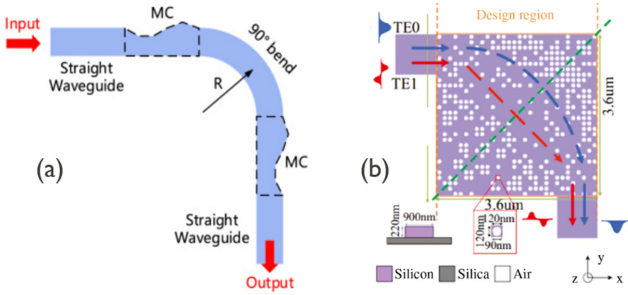 MC
Input
Straight
Waveguide
90° bend
R
MC
(a)
Straight
Waveguide
Output
Design region
TE0
TE1
3.6um
(b)
3.6um
900nm
220nm
120nm
120nm
90nm
y
z
x
Silicon
Silica
Air